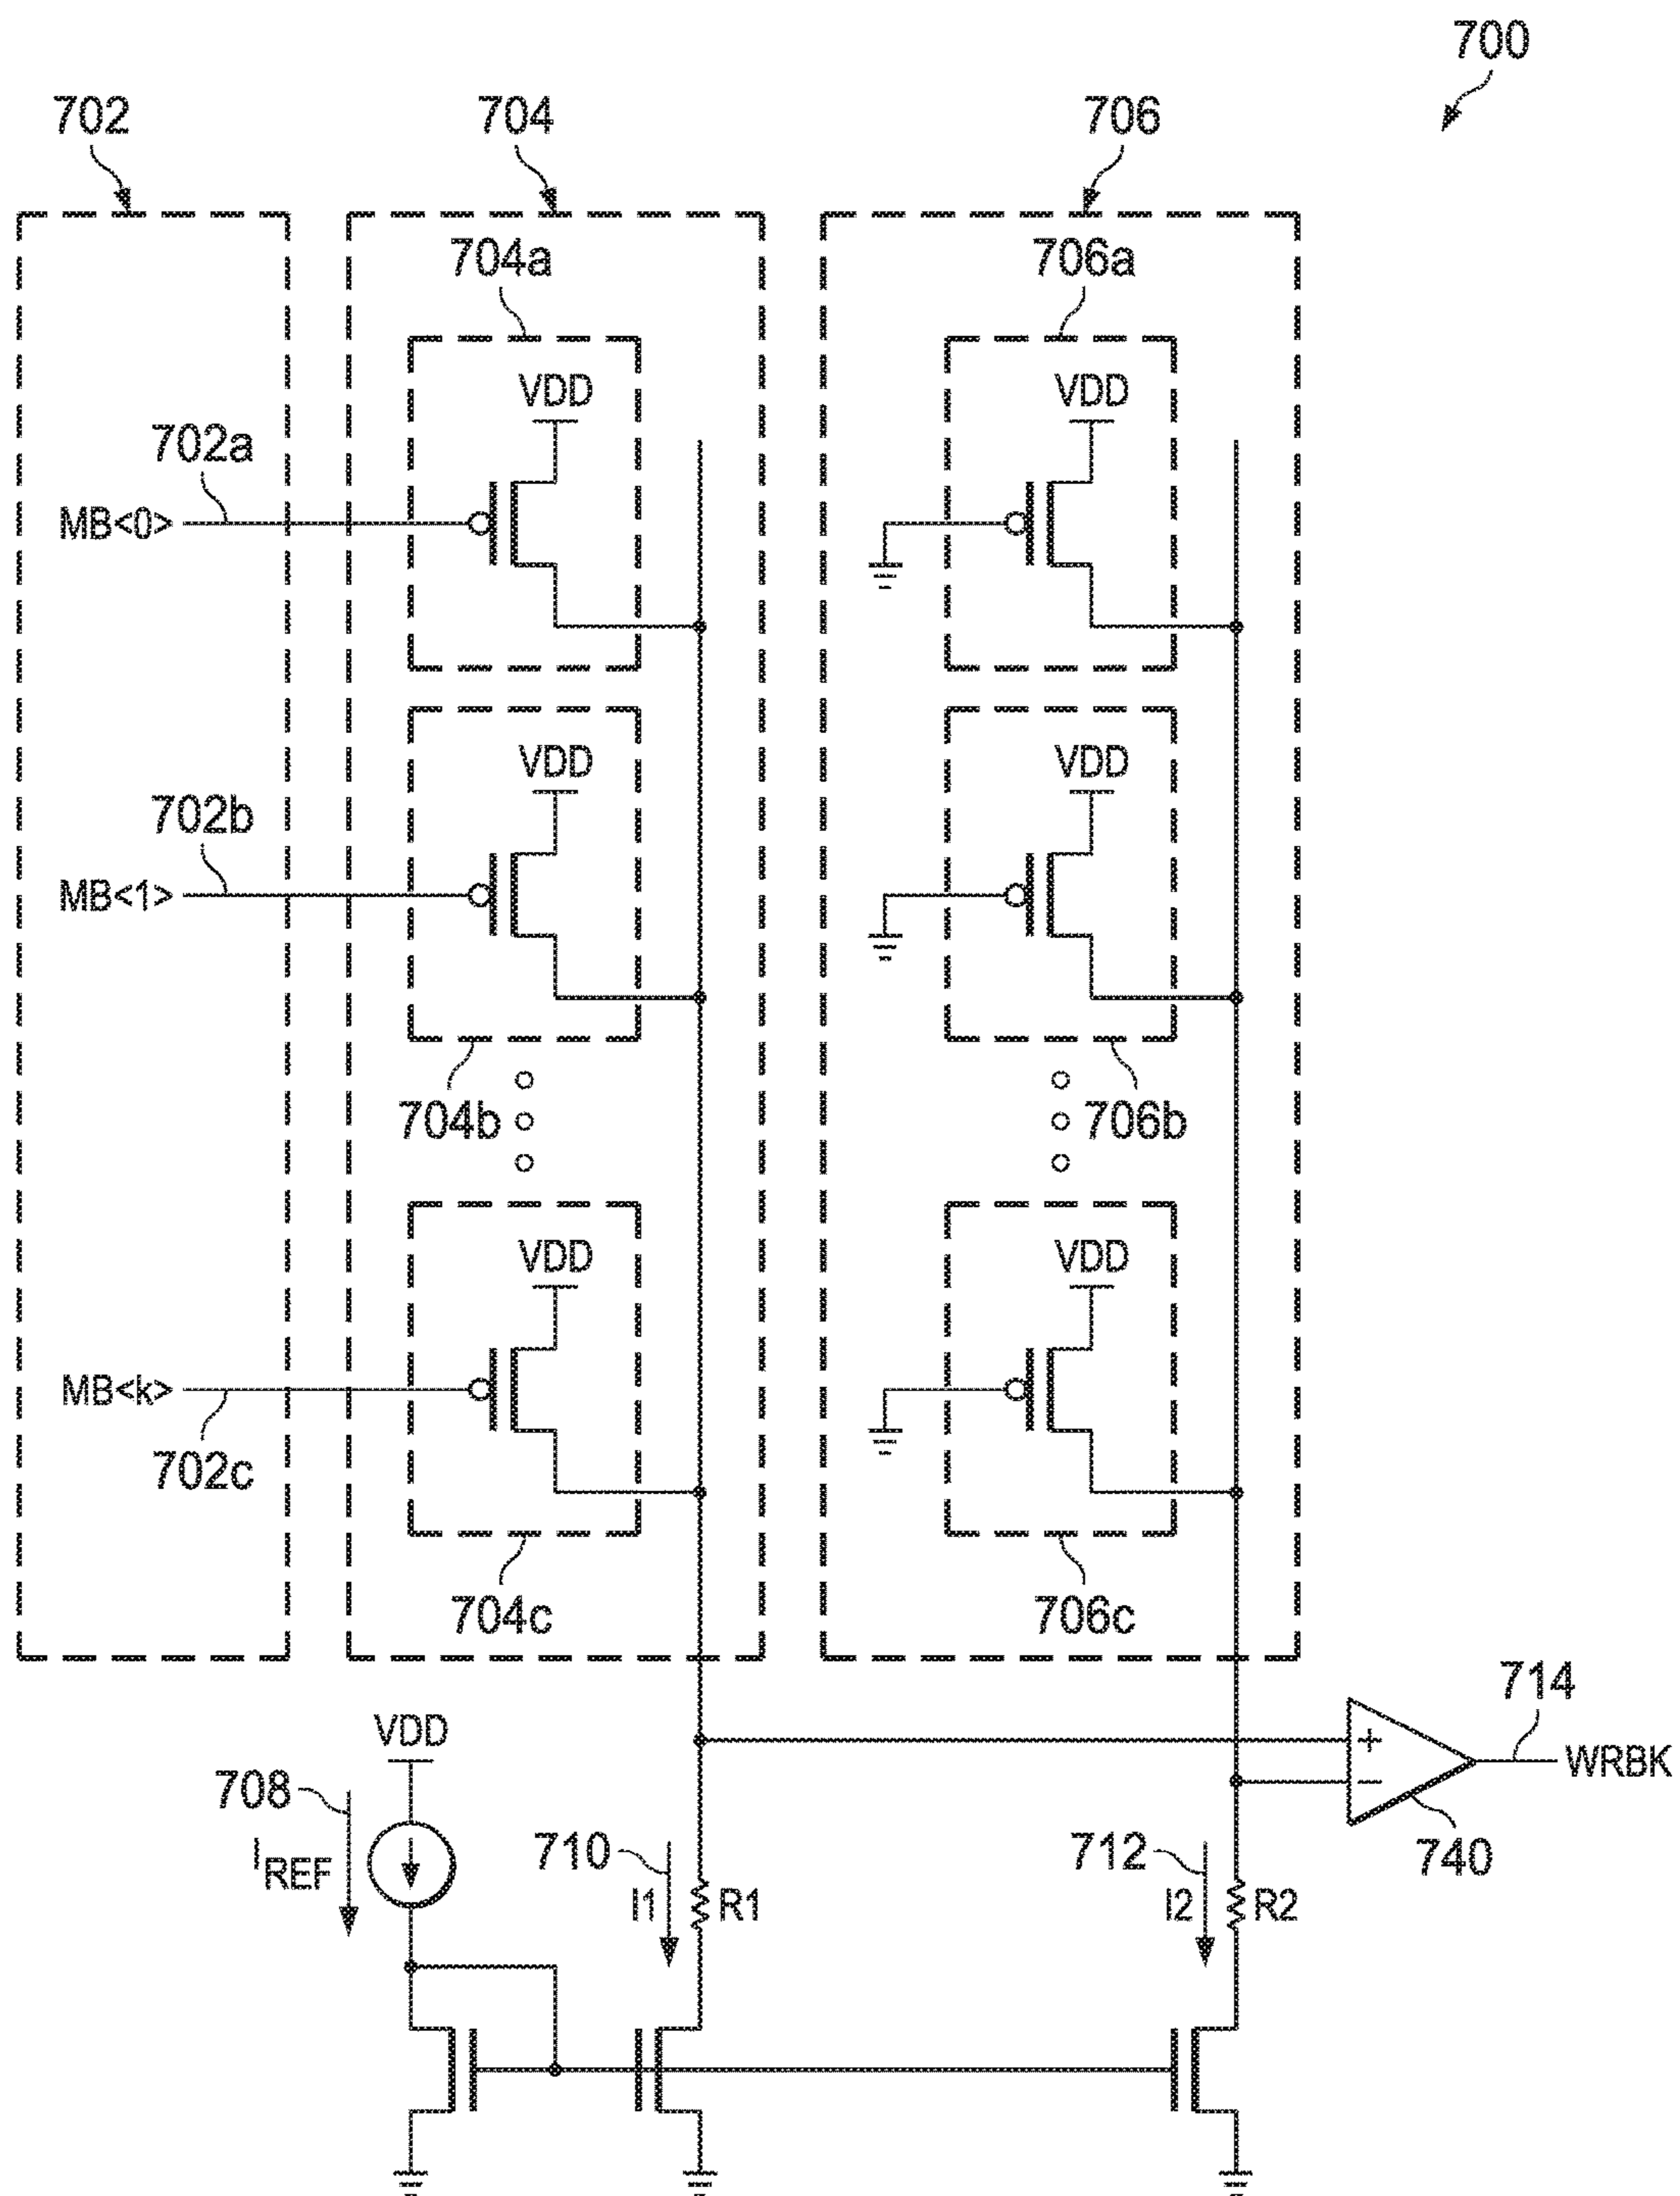 700
702
704
706
704a
706a
VDD
VDD
702a
MB<0>
VDD
VDD
702b
MB<1>
704b
706b
VDD
VDD
MB<k>
702c
704c
706c
714
VDD
+
WRBK
−
708
710
712
740
IREF
I1
R1
I2
R2